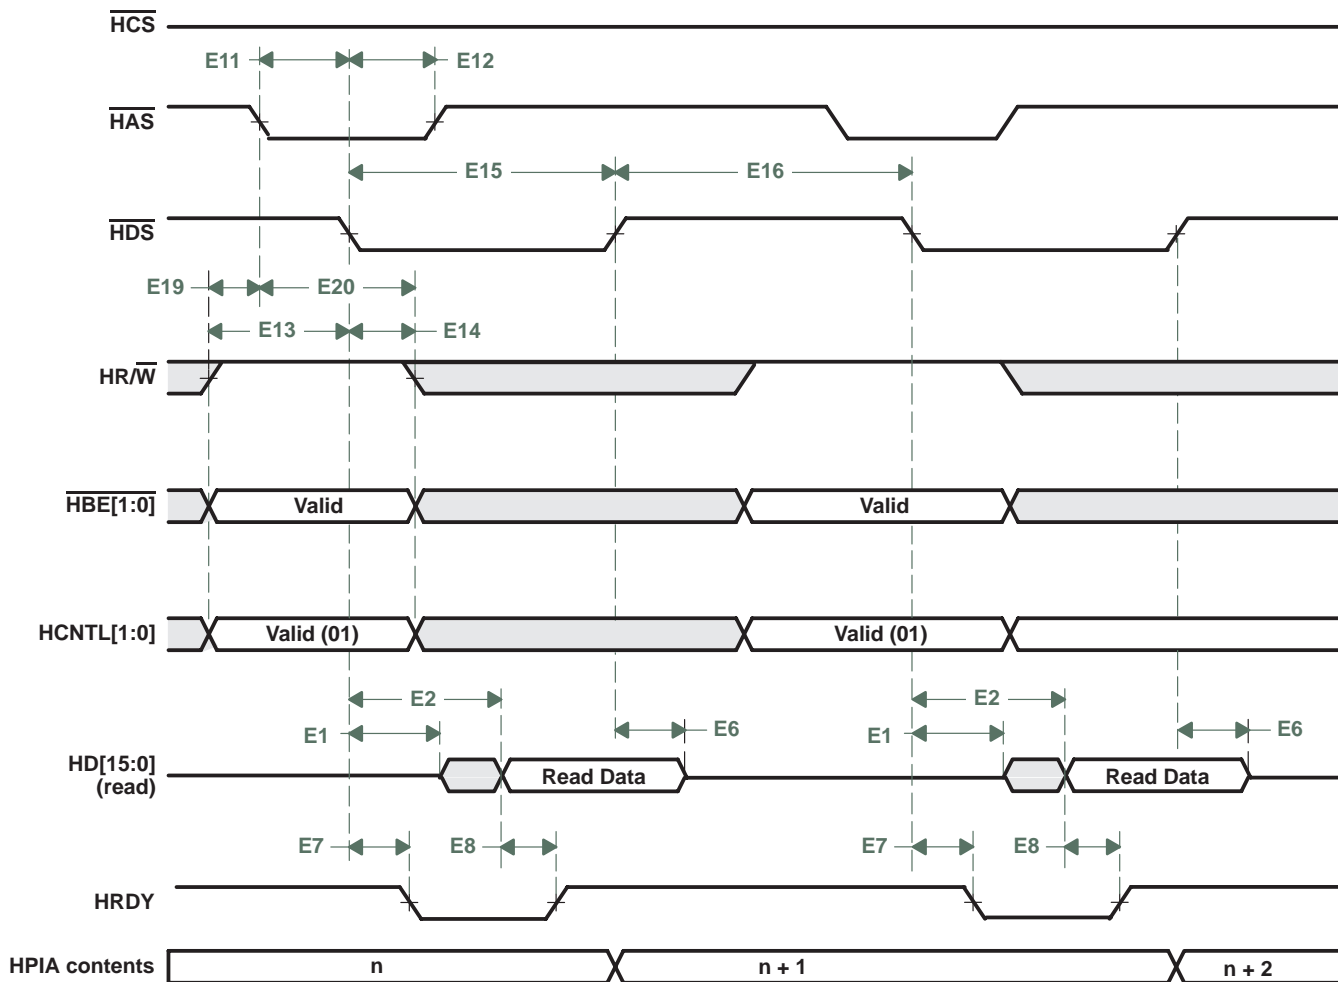 HCS
E11 E12
HAS
E15 E16
HDS
E19 E20
E13 E14
HR/W
HBE[1:0] Valid Valid
HCNTL[1:0] Valid (01) Valid (01)
E2 E2
E1 E6 E1 E6
HD[15:0]
(read)
Read Data Read Data
E7 E8 E7 E8
HRDY
HPIA contents n n + 1 n + 2